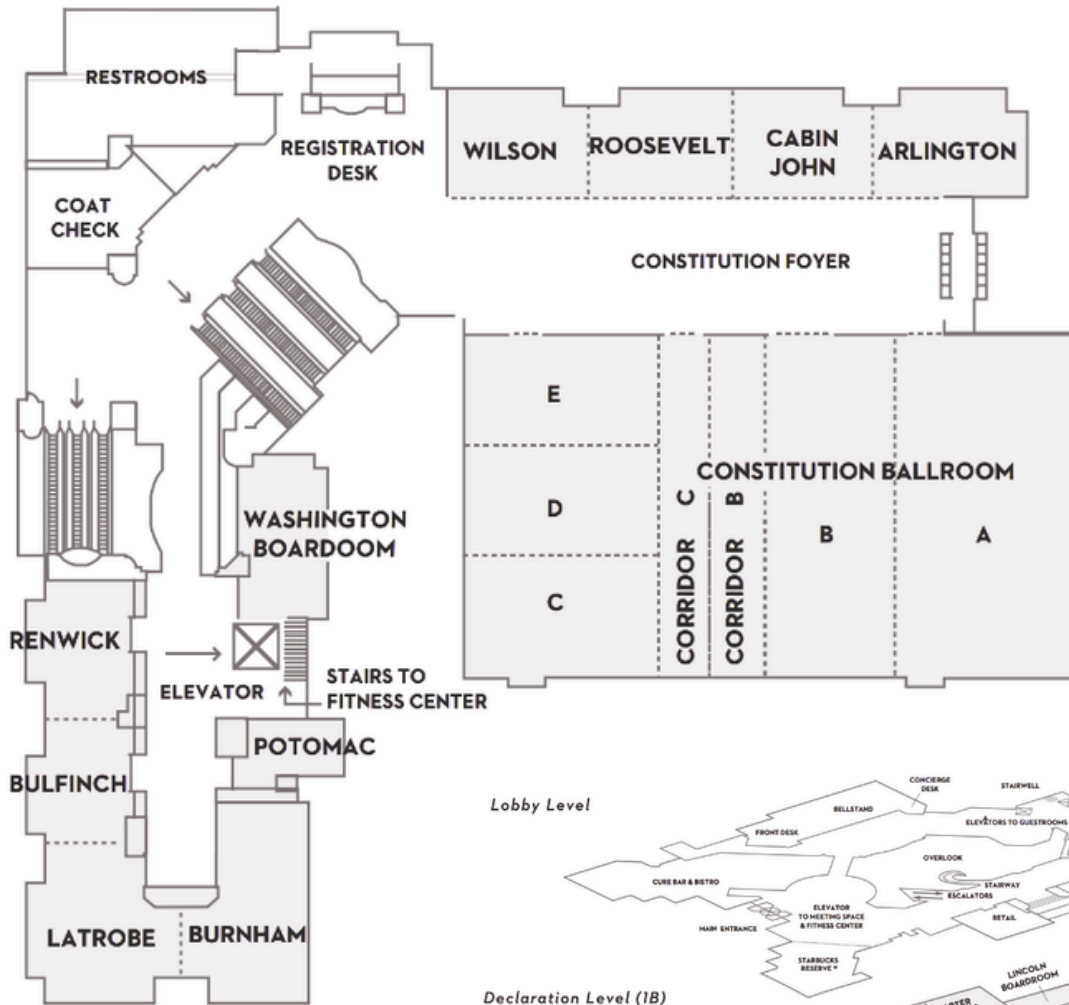 RESTROOMS
REGISTRATION
DESK
WILSON
ROOSEVELT
CABIN
JOHN
ARLINGTON
COAT
CHECK
CONSTITUTION FOYER
E
D
C
CORRIDOR C
CORRIDOR B
CONSTITUTION BALLROOM
B
A
WASHINGTON
BOARDOOM
RENWICK
ELEVATOR
STAIRS TO
FITNESS CENTER
POTOMAC
BULFINCH
LATROBE
BURNHAM
Lobby Level
CONCIERGE
DESK
BELLSTAND
STAIRWELL
FRONT DESK
ELEVATORS TO GUESTROOMS
OVERLOOK
CURE BAR & BISTRO
STAIRWAY
ESCALATORS
ELEVATOR
TO MEETING SPACE
& FITNESS CENTER
RETAIL
MAIN ENTRANCE
STARBUCKS
RESERVE
Declaration Level (1B)
LINCOLN
BOARDROOM